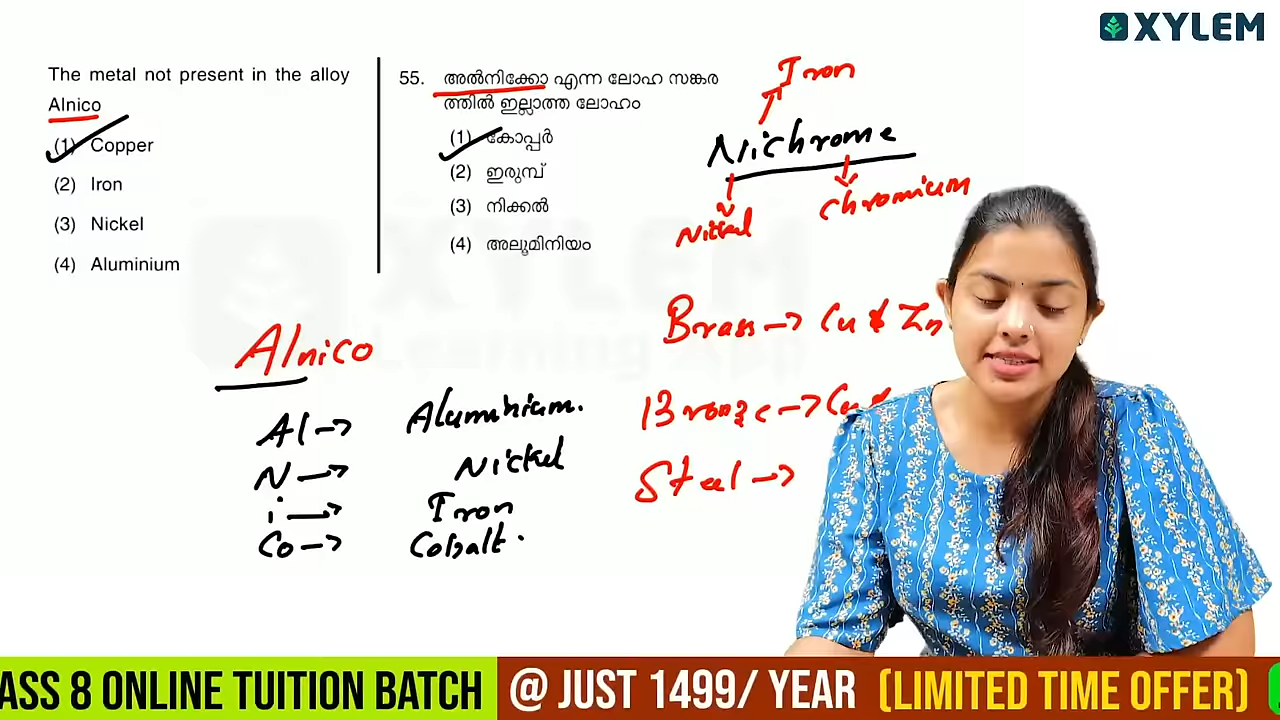 XYLEM
The metal not present in the alloy
Alnico
(1) Copper
(2) Iron
(3) Nickel
(4) Aluminium
55. അൽനിക്കോ എന്ന ലോഹ സങ്കര
ത്തിൽ ഇല്ലാത്ത ലോഹം
(1) കോപ്പർ
(2) ഇരുമ്പ്
(3) നിക്കൽ
(4) അലൂമിനിയം
Iron
Nichrome
Nickel
Chromium
XYLEM
Learning App
Alnico
Al → Aluminium.
N → Nickel
i → Iron
Co → Cobalt.
Brass → Cu & Zn
Bronze → Cu &
Steel →
ASS 8 ONLINE TUITION BATCH @ JUST 1499/ YEAR (LIMITED TIME OFFER)